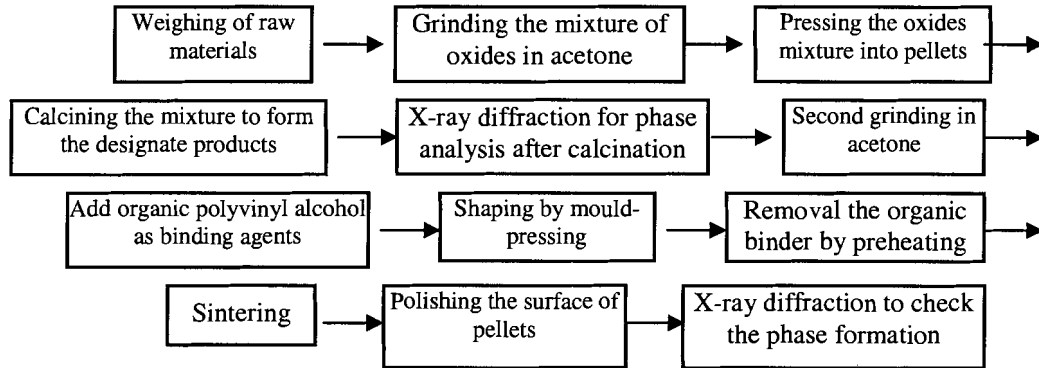 Weighing of raw
materials
Grinding the mixture of
oxides in acetone
Pressing the oxides
mixture into pellets
Calcining the mixture to form
the designate products
X-ray diffraction for phase
analysis after calcination
Second grinding in
acetone
Add organic polyvinyl alcohol
as binding agents
Shaping by mould-
pressing
Removal the organic
binder by preheating
Sintering
Polishing the surface of
pellets
X-ray diffraction to check
the phase formation